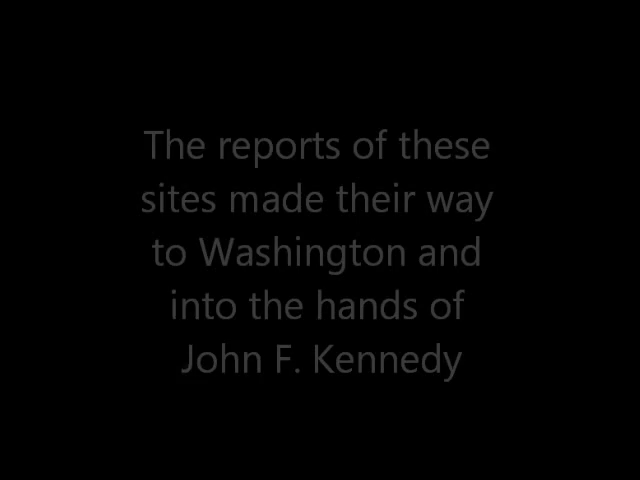 The reports of these
sites made their way
to Washington and
into the hands of
John F. Kennedy